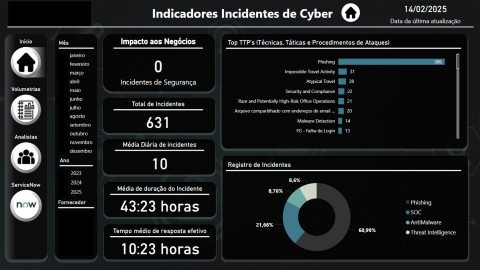 Indicadores Incidentes de Cyber
14/02/2025
Data da última atualização
Início
Volumetrias
Analistas
ServiceNow
now
Mês
janeiro
fevereiro
março
abril
maio
junho
julho
agosto
setembro
outubro
novembro
dezembro
Ano
2023
2024
2025
Fornecedor
Impacto aos Negócios
0
Incidentes de Segurança
Total de Incidentes
631
Média Diária de incidentes
10
Média de duração do Incidente
43:23 horas
Tempo médio de resposta efetivo
10:23 horas
Top TTP's (Técnicas, Táticas e Procedimentos de Ataques)
Phishing
Impossible Travel Activity 31
Atypical Travel 28
Security and Compliance 22
Rare and Potentially High-Risk Office Operations 21
Arquivo compartilhado com endereços de email ... 20
Malware Detection 14
FG - Falha de Login 13
Registro de Incidentes
8,6%
8,76%
21,66%
60,99%
Phishing
SOC
AntiMalware
Threat Intelligence